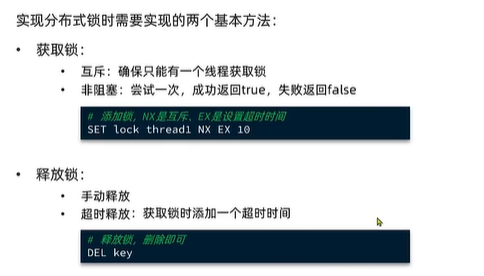 实现分布式锁时需要实现的两个基本方法：
• 获取锁：
• 互斥：确保只能有一个线程获取锁
• 非阻塞：尝试一次，成功返回true，失败返回false
# 添加锁，NX是互斥、EX是设置超时时间
SET lock thread1 NX EX 10
• 释放锁：
• 手动释放
• 超时释放：获取锁时添加一个超时时间
# 释放锁，删除即可
DEL key